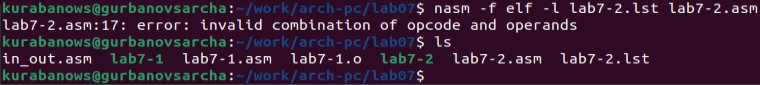 kurabanows@gurbanovsarcha:~/work/arch-pc/lab07$ nasm -f elf -l lab7-2.lst lab7-2.asm
lab7-2.asm:17: error: invalid combination of opcode and operands
kurabanows@gurbanovsarcha:~/work/arch-pc/lab07$ ls
in_out.asm  lab7-1  lab7-1.asm  lab7-1.o  lab7-2  lab7-2.asm  lab7-2.lst
kurabanows@gurbanovsarcha:~/work/arch-pc/lab07$